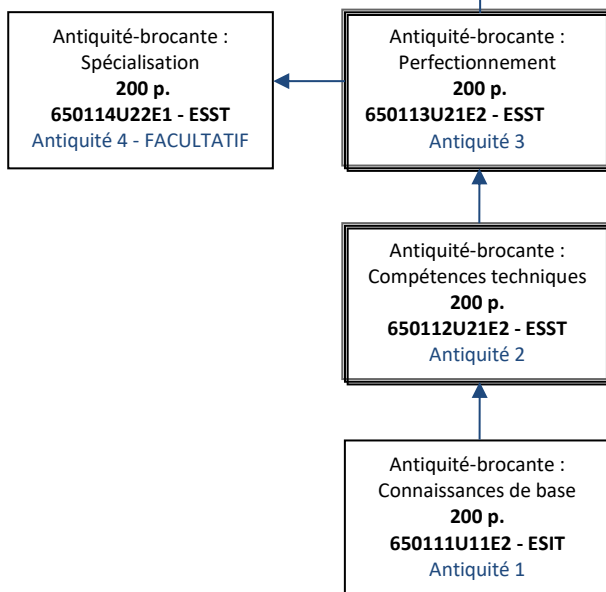 Antiquité-brocante :
Spécialisation
200 p.
650114U22E1 - ESST
Antiquité 4 - FACULTATIF
Antiquité-brocante :
Perfectionnement
200 p.
650113U21E2 - ESST
Antiquité 3
Antiquité-brocante :
Compétences techniques
200 p.
650112U21E2 - ESST
Antiquité 2
Antiquité-brocante :
Connaissances de base
200 p.
650111U11E2 - ESIT
Antiquité 1